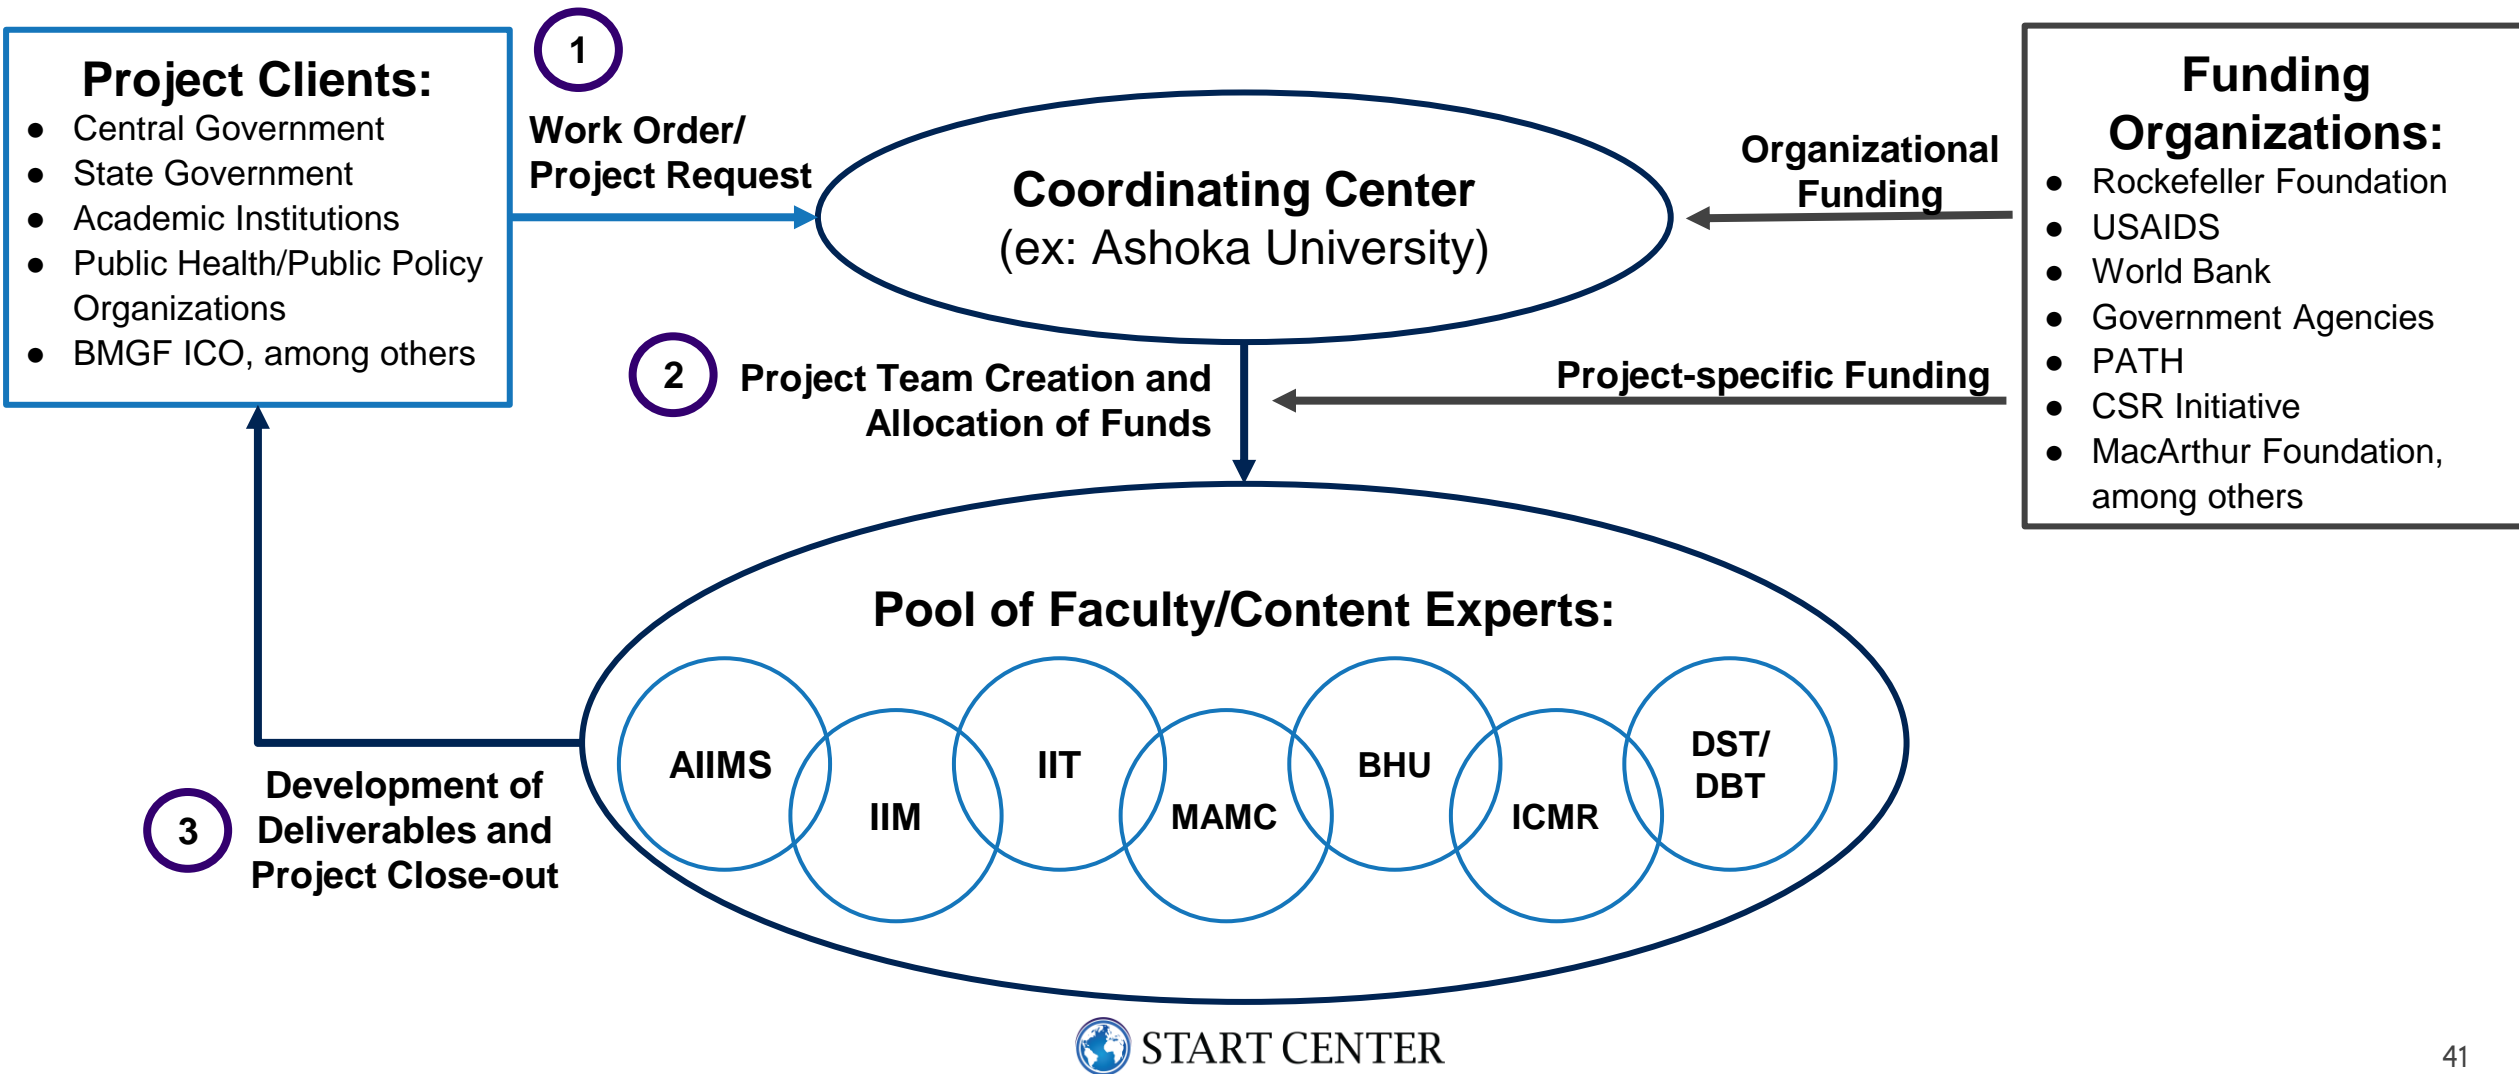 Project Clients:
● Central Government
● State Government
● Academic Institutions
● Public Health/Public Policy
Organizations
● BMGF ICO, among others
1
Work Order/
Project Request
Coordinating Center
(ex: Ashoka University)
Organizational
Funding
Funding
Organizations:
● Rockefeller Foundation
● USAIDS
● World Bank
● Government Agencies
● PATH
● CSR Initiative
● MacArthur Foundation,
among others
2
Project Team Creation and
Allocation of Funds
Project-specific Funding
Pool of Faculty/Content Experts:
AIIMS
IIM
IIT
MAMC
BHU
ICMR
DST/
DBT
3
Development of
Deliverables and
Project Close-out
START CENTER
41